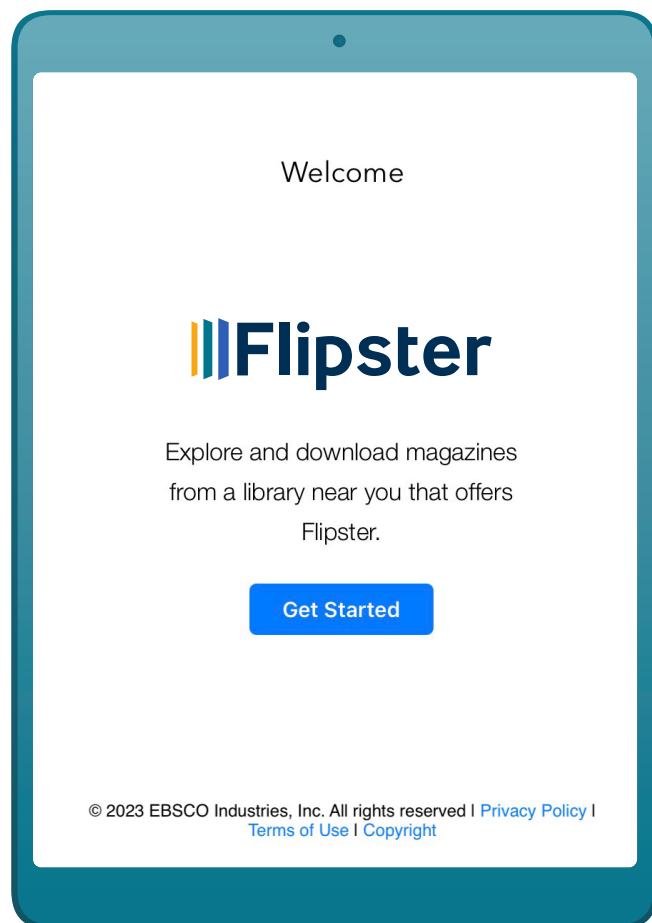 Welcome
Flipster
Explore and download magazines
from a library near you that offers
Flipster.
Get Started
© 2023 EBSCO Industries, Inc. All rights reserved | Privacy Policy |
Terms of Use | Copyright